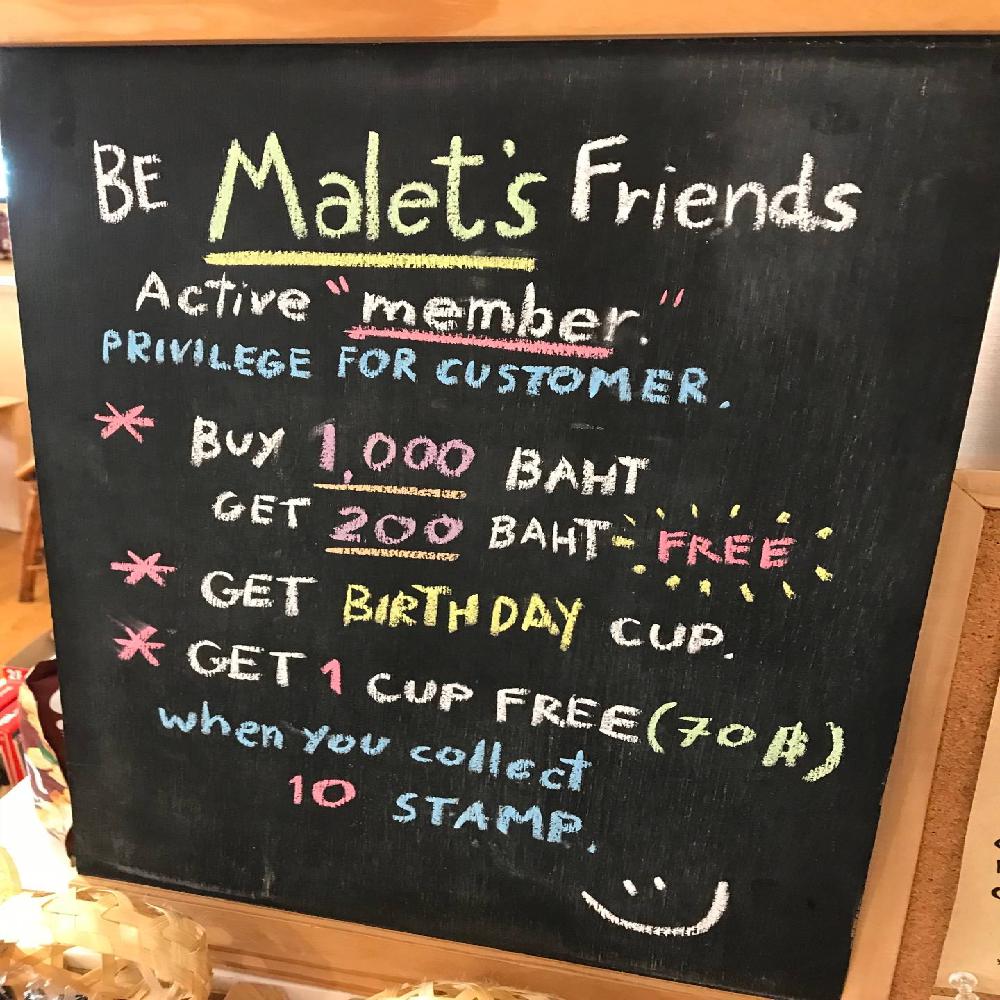 BE Malet's Friends
Active "member."
PRIVILEGE FOR CUSTOMER.
* BUY 1,000 BAHT
GET 200 BAHT FREE
* GET BIRTHDAY CUP.
* GET 1 CUP FREE (70฿)
when you collect
10 STAMP.